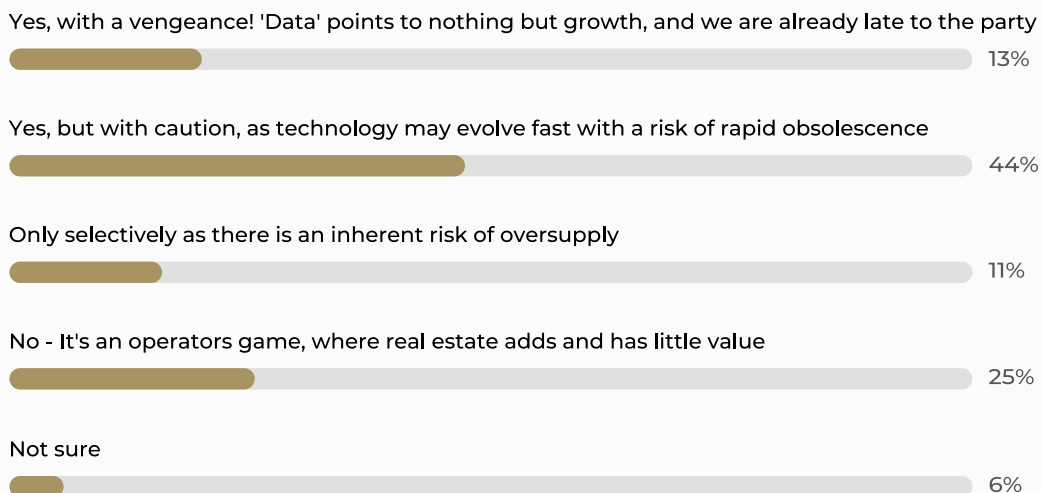 Yes, with a vengeance! 'Data' points to nothing but growth, and we are already late to the party
13%
Yes, but with caution, as technology may evolve fast with a risk of rapid obsolescence
44%
Only selectively as there is an inherent risk of oversupply
11%
No - It's an operators game, where real estate adds and has little value
25%
Not sure
6%